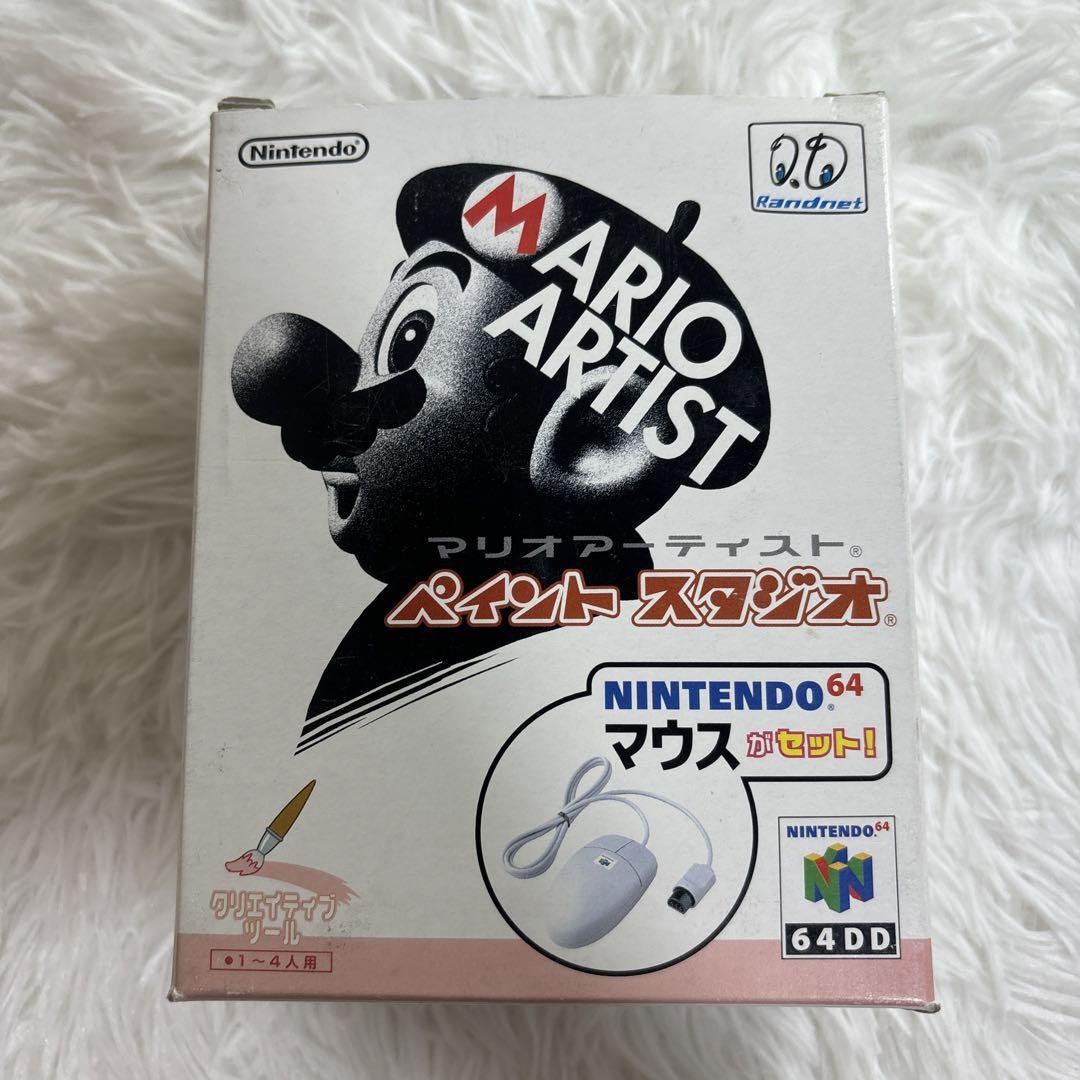 Nintendo®
Randnet
MARIO
ARTIST
マリオアーティスト®
ペイント スタジオ®
NINTENDO®64
マウスがセット!
クリエイティブ
ツール
●1～4人用
NINTENDO64
64DD